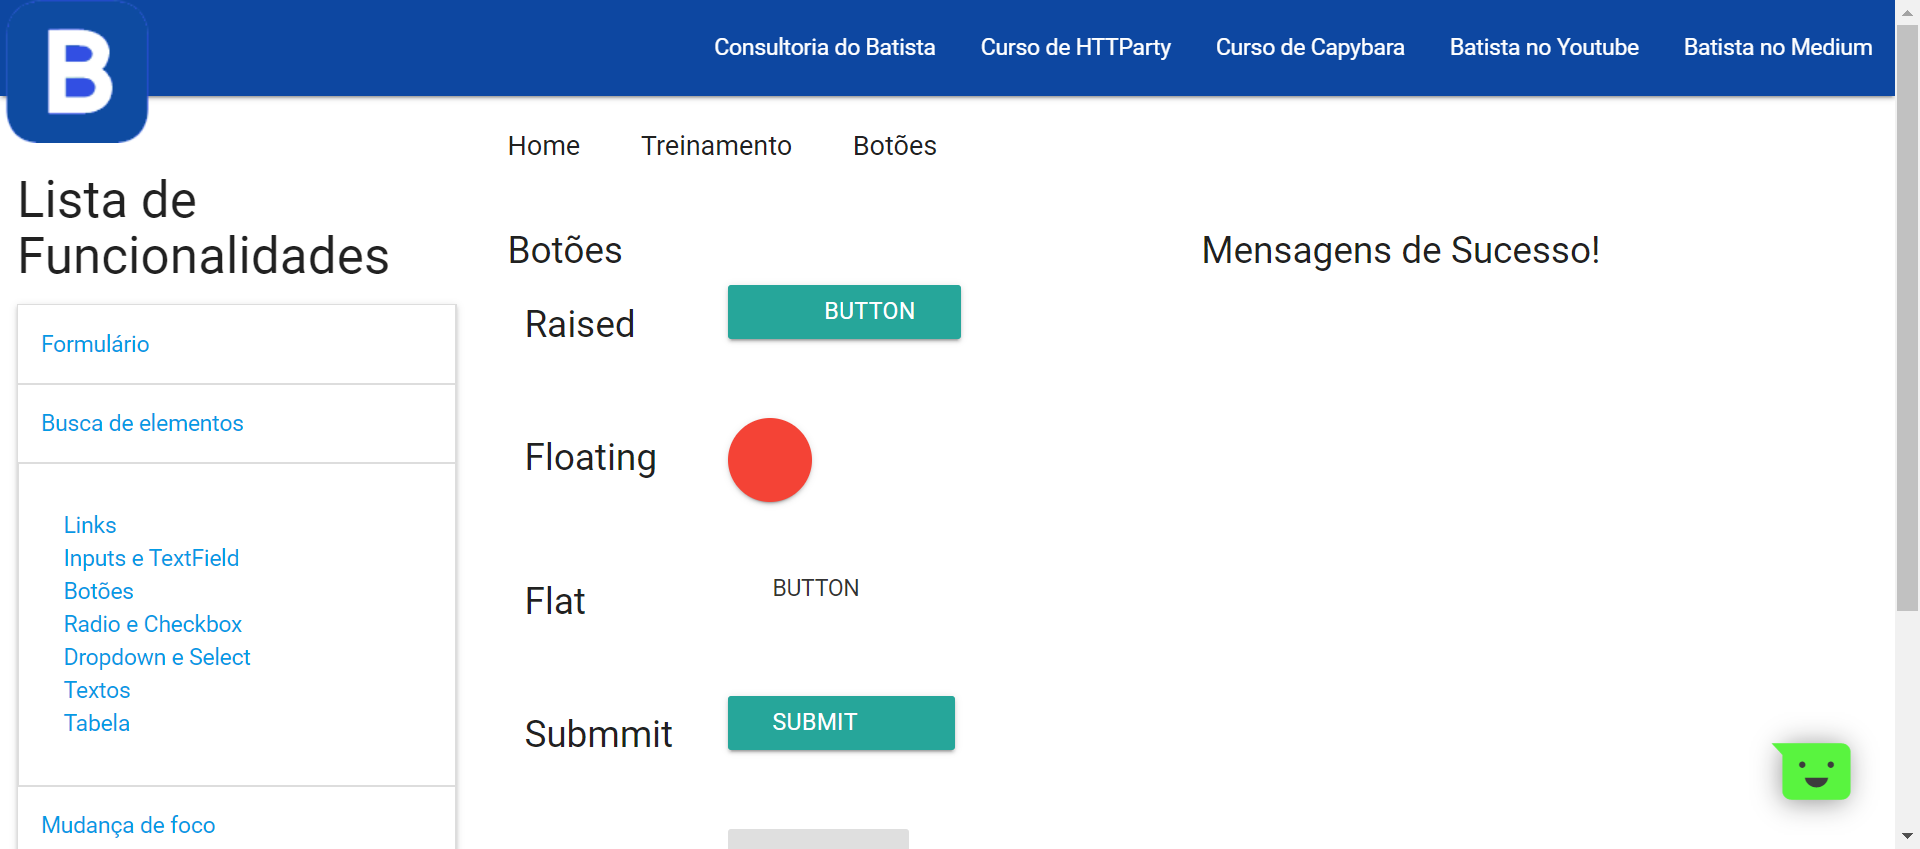 B
Consultoria do Batista
Curso de HTTParty
Curso de Capybara
Batista no Youtube
Batista no Medium
Home
Treinamento
Botões
Lista de
Funcionalidades
Formulário
Busca de elementos
Links
Inputs e TextField
Botões
Radio e Checkbox
Dropdown e Select
Textos
Tabela
Mudança de foco
Botões
Raised
BUTTON
Floating
Flat
BUTTON
Submmit
SUBMIT
Mensagens de Sucesso!